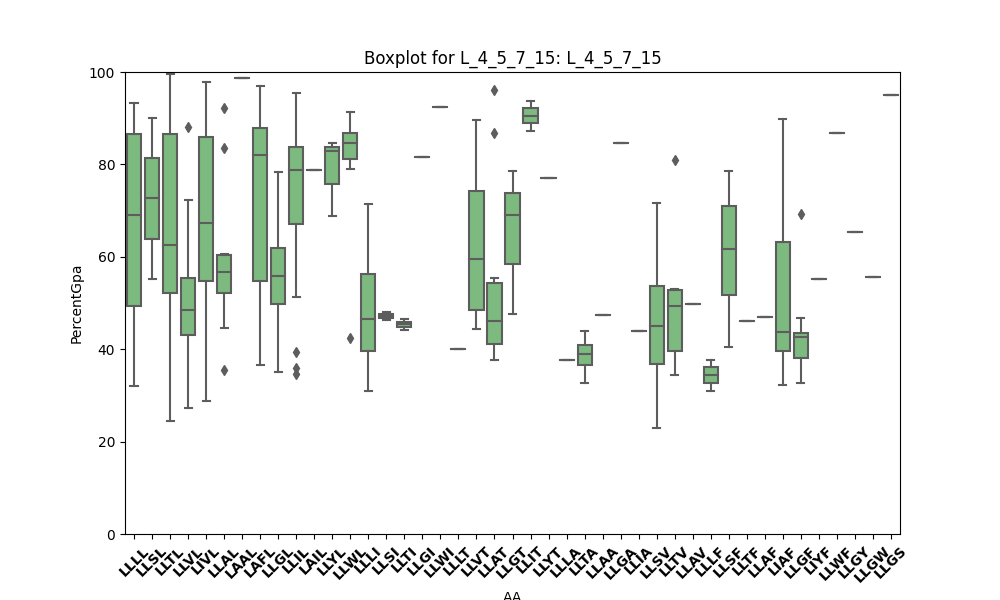 Boxplot for L_4_5_7_15: L_4_5_7_15
100
80
60
40
20
0
PercentGpa
LLLL LLSL LLTL LLVL LIVL LLAL LAAL LAFL LLGL LLIL LAIL LLYL LLWL LLLI LLSI LLTI LLGI LLWI LLLT LLVT LLAT LLGT LLIT LLYT LLLA LLTA LLAA LLGA LLIA LLSV LLTV LLAV LLLF LLSF LLTF LLAF LIAF LLGF LIYF LLWF LLGY LLGW LLGS
AA